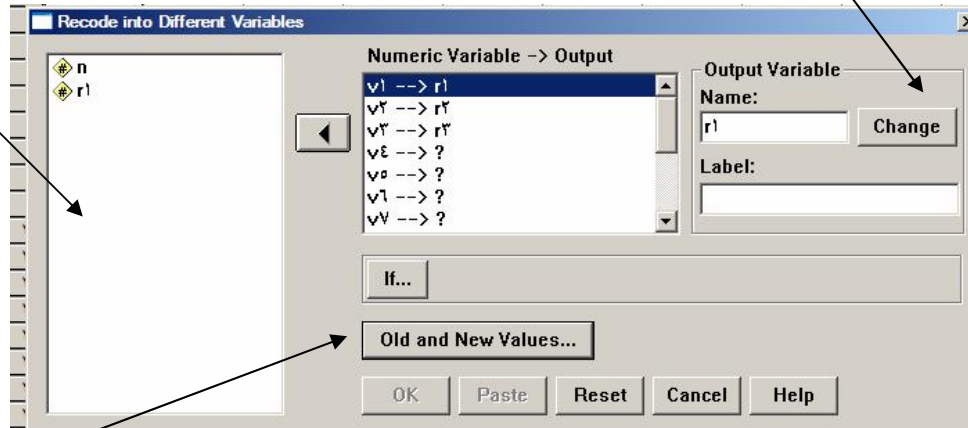 Recode into Different Variables
n
r١
Numeric Variable -> Output
v١ --> r١
v٢ --> r٢
v٣ --> r٣
v٤ --> ?
v٥ --> ?
v٦ --> ?
v٧ --> ?
Output Variable
Name:
r١
Change
Label:
If...
Old and New Values...
OK
Paste
Reset
Cancel
Help